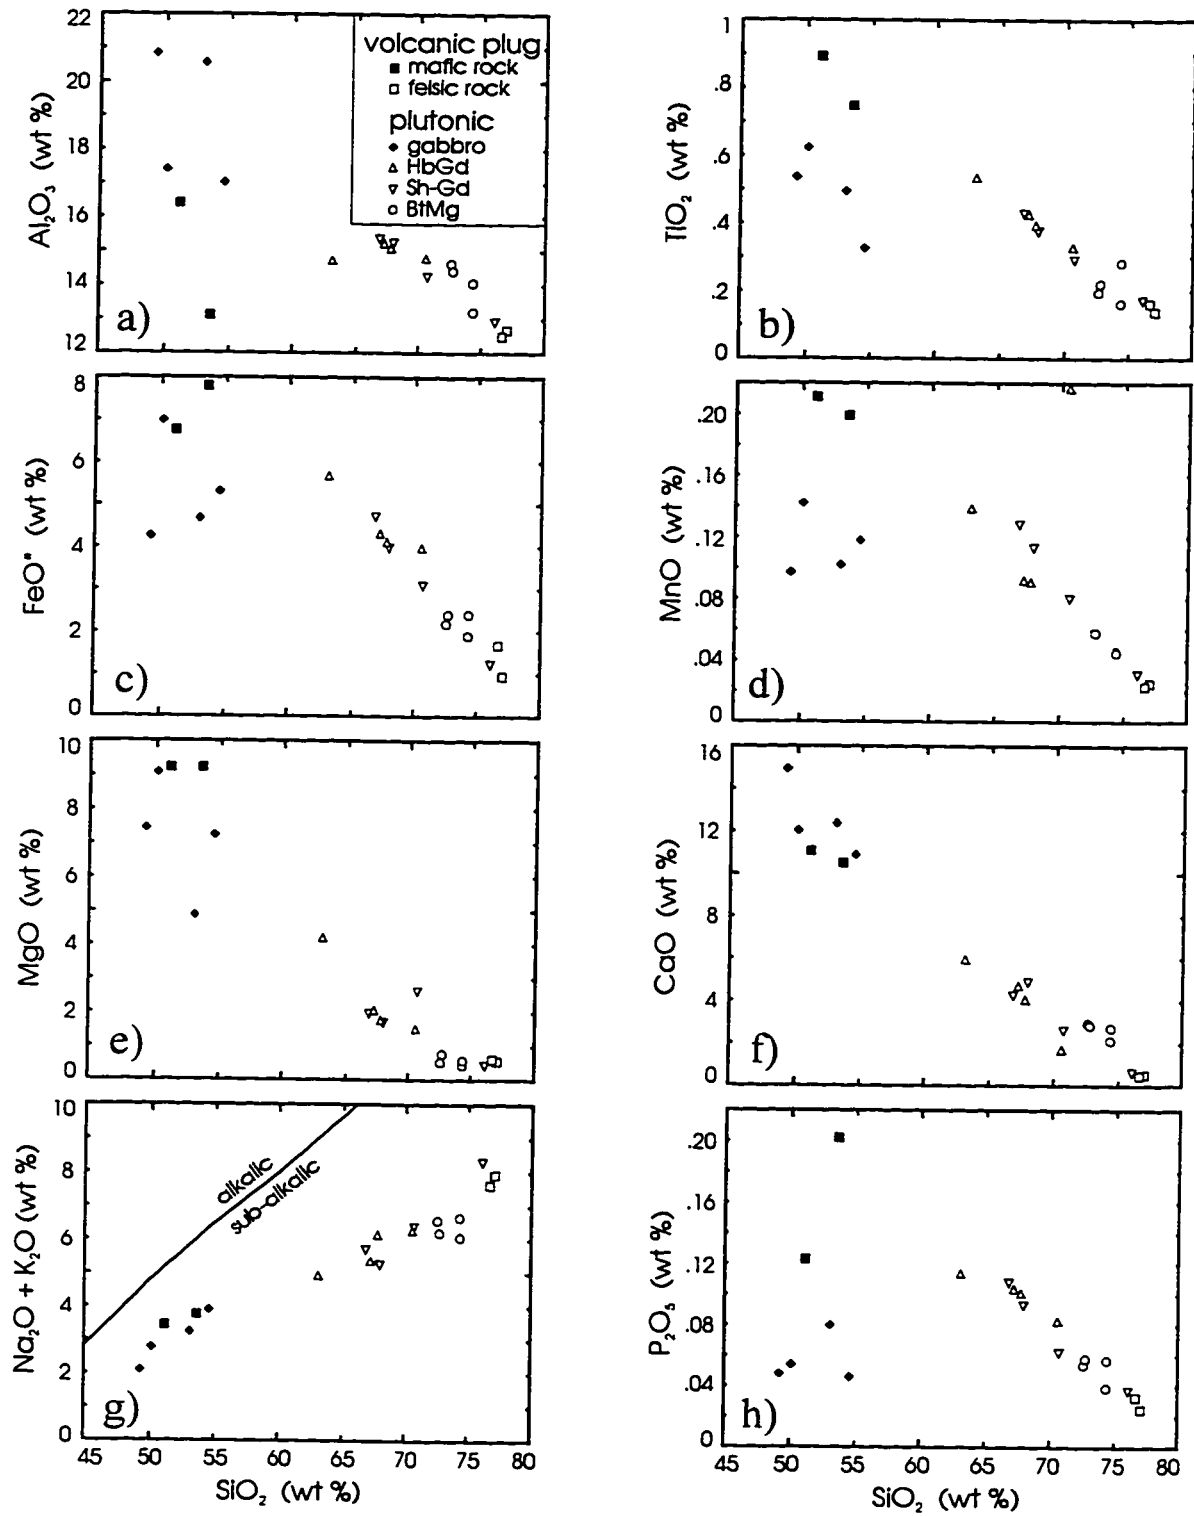 22
20
18
16
14
12
Al2O3 (wt %)
a)
volcanic plug
mafic rock
felsic rock
plutonic
gabbro
HbGd
Sh-Gd
BtMg
1
.8
.6
.4
.2
0
TiO2 (wt %)
b)
8
6
4
2
0
FeO* (wt %)
c)
.20
.16
.12
.08
.04
0
MnO (wt %)
d)
10
8
6
4
2
0
MgO (wt %)
e)
16
12
8
4
0
CaO (wt %)
f)
10
8
6
4
2
0
Na2O + K2O (wt %)
alkalic
sub-alkalic
g)
45 50 55 60 65 70 75 80
SiO2 (wt %)
.20
.16
.12
.08
.04
0
P2O5 (wt %)
h)
45 50 55 60 65 70 75 80
SiO2 (wt %)